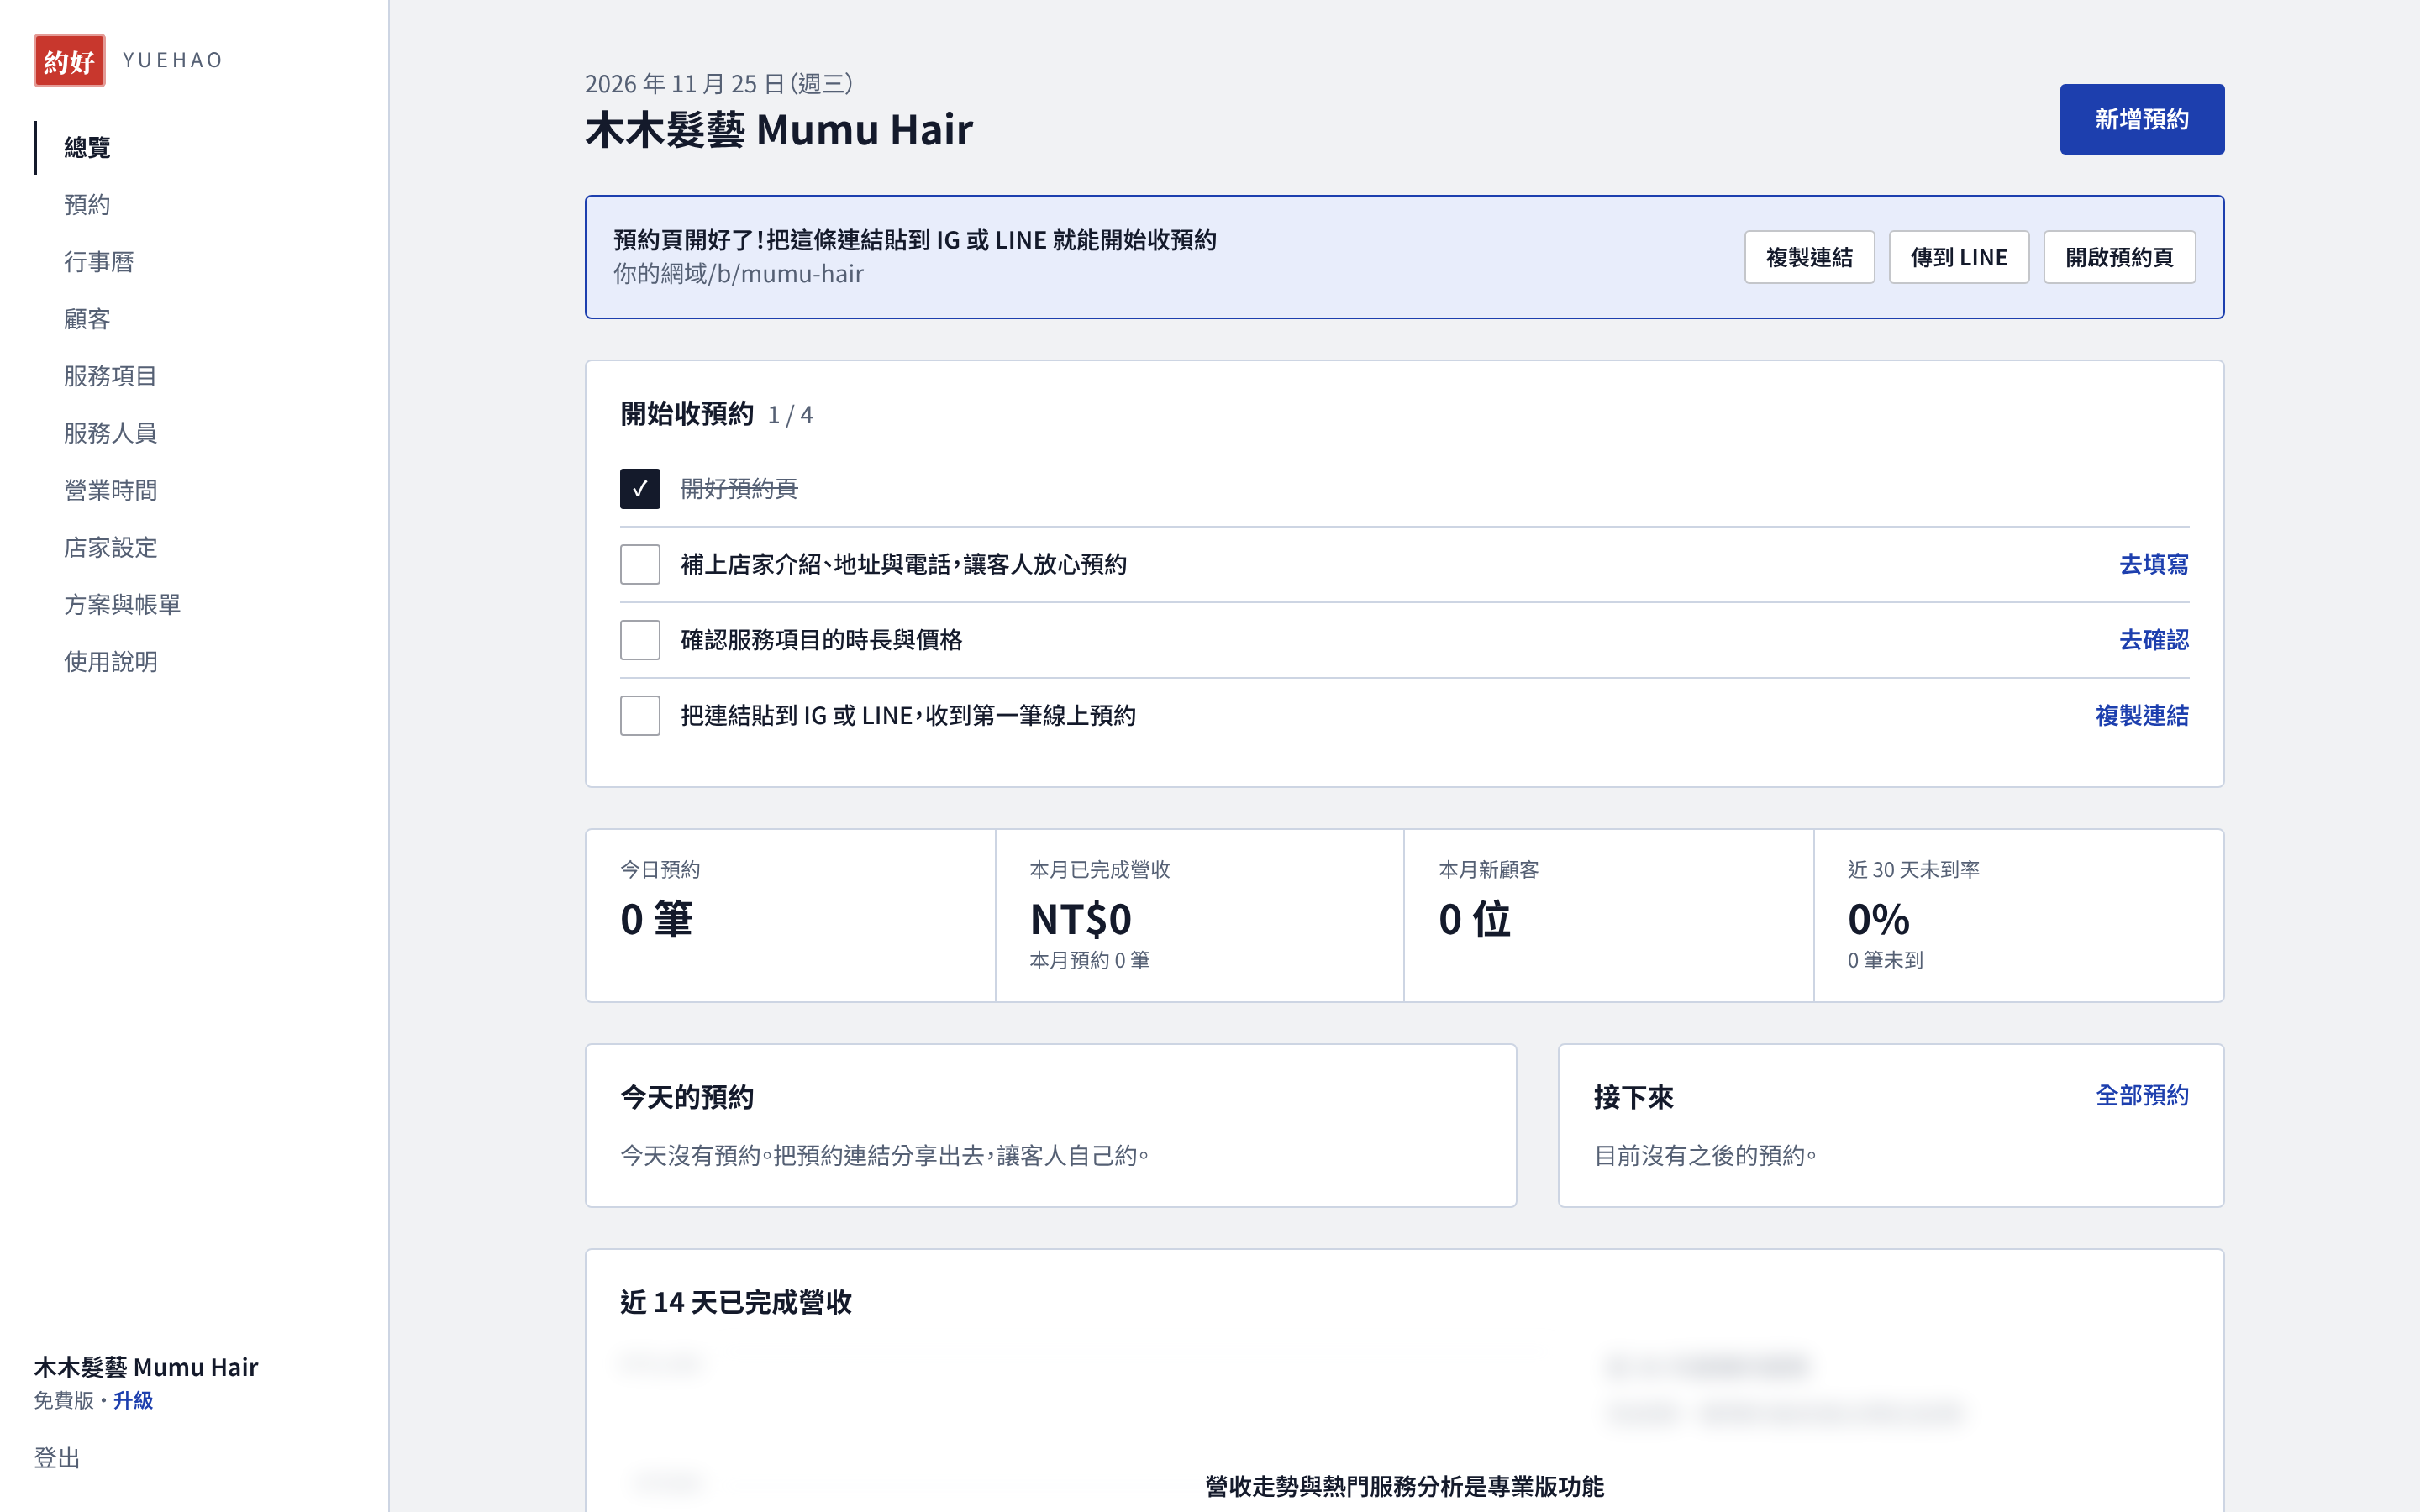 約好 YUEHAO
總覽
預約
行事曆
顧客
服務項目
服務人員
營業時間
店家設定
方案與帳單
使用說明
木木髮藝 Mumu Hair
免費版・升級
登出
2026 年 11 月 25 日（週三）
木木髮藝 Mumu Hair
新增預約
預約頁開好了！把這條連結貼到 IG 或 LINE 就能開始收預約
你的網域/b/mumu-hair
複製連結
傳到 LINE
開啟預約頁
開始收預約 1 / 4
✓ 開好預約頁
補上店家介紹、地址與電話，讓客人放心預約 去填寫
確認服務項目的時長與價格 去確認
把連結貼到 IG 或 LINE，收到第一筆線上預約 複製連結
今日預約
0 筆
本月已完成營收
NT$0
本月預約 0 筆
本月新顧客
0 位
近 30 天未到率
0%
0 筆未到
今天的預約
今天沒有預約。把預約連結分享出去，讓客人自己約。
接下來 全部預約
目前沒有之後的預約。
近 14 天已完成營收
營收走勢與熱門服務分析是專業版功能